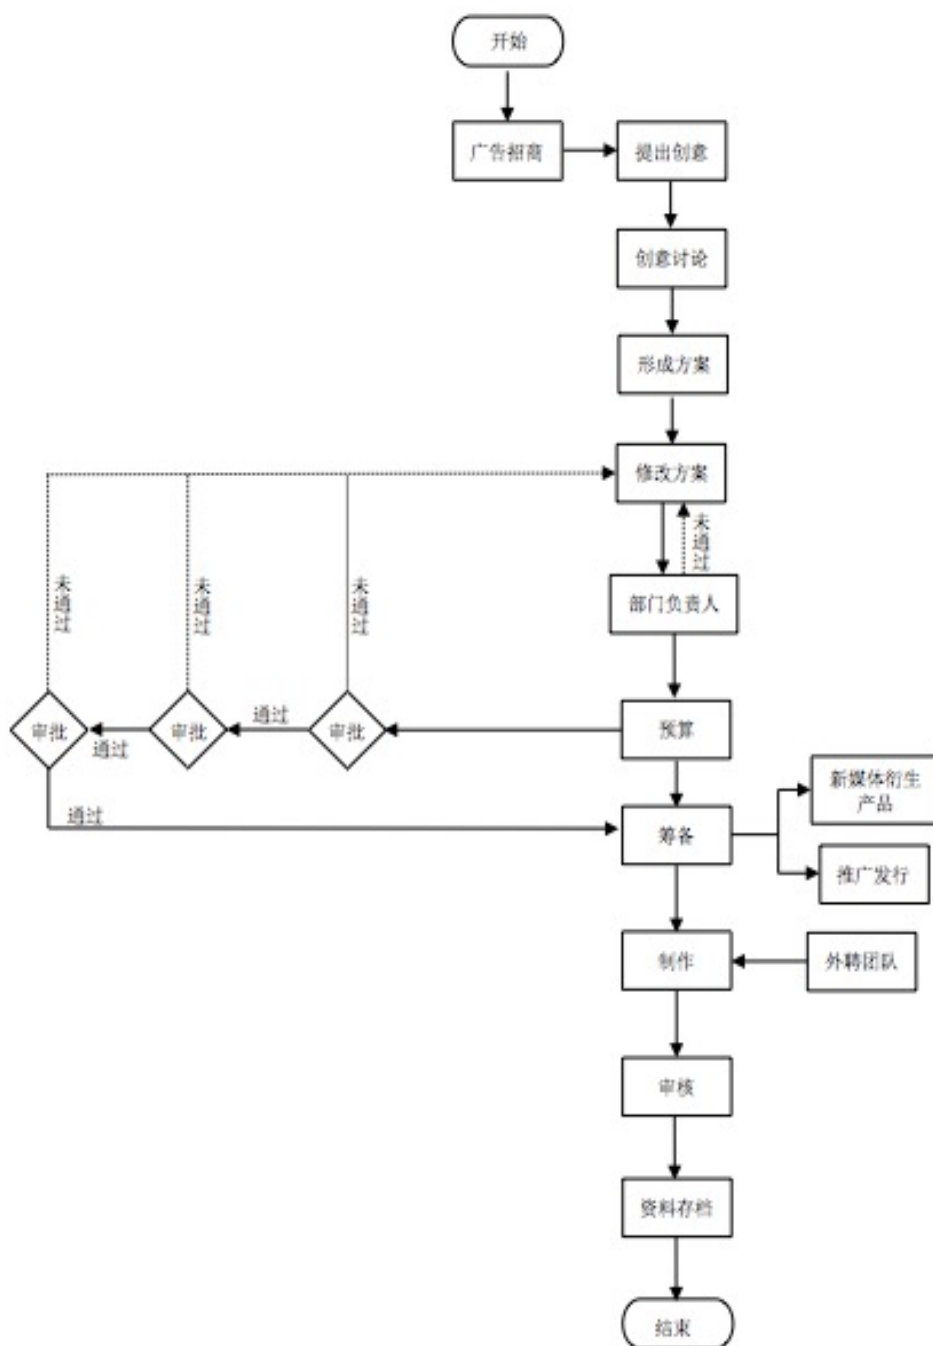 开始
广告招商
提出创意
创意讨论
形成方案
修改方案
未通过
部门负责人
未通过
未通过
未通过
预算
审批
通过
审批
通过
审批
通过
筹备
新媒体衍生
产品
推广发行
制作
外聘团队
审核
资料存档
结束